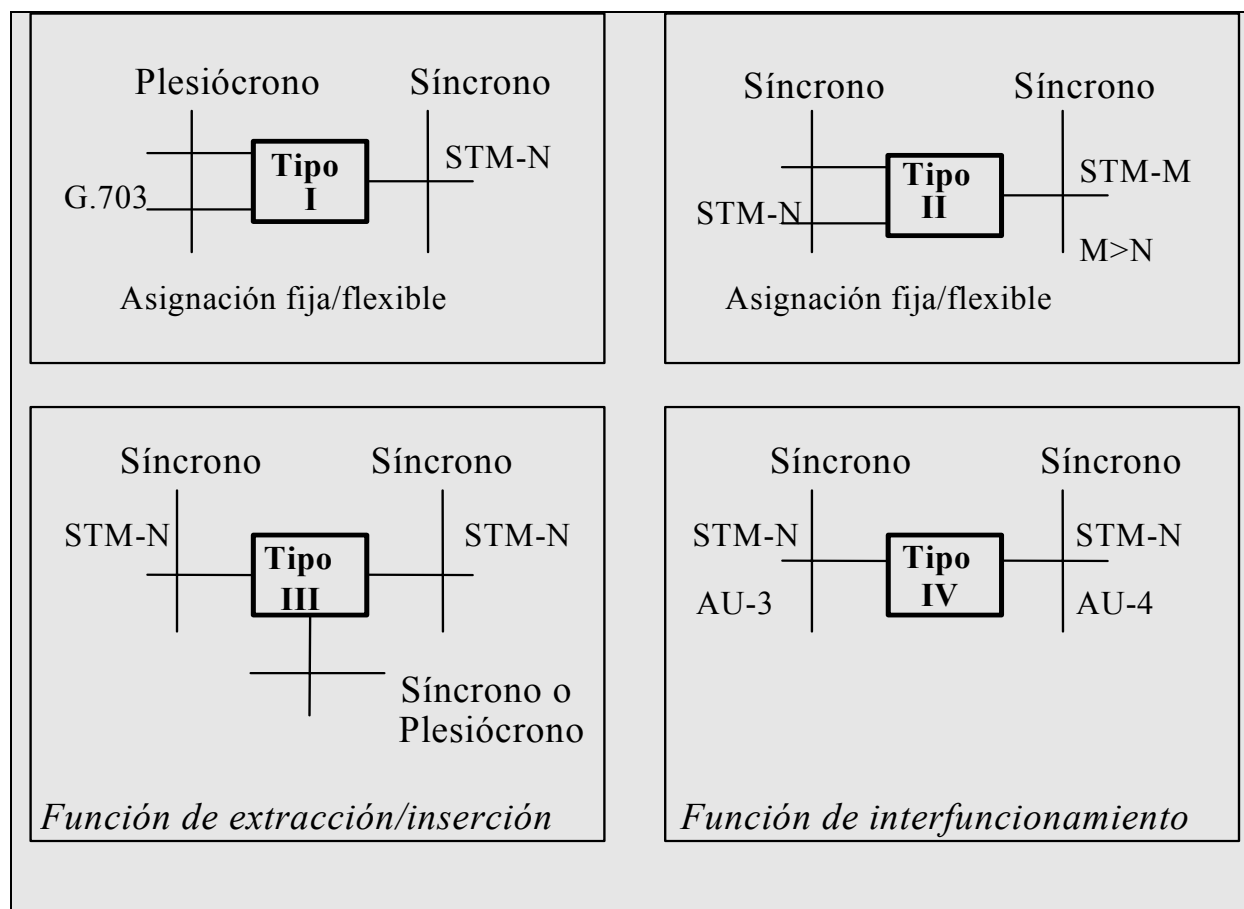 Plesiócrono Síncrono
Tipo
I
STM-N
G.703
Asignación fija/flexible
Síncrono Síncrono
Tipo
II
STM-M
STM-N
M>N
Asignación fija/flexible
Síncrono Síncrono
STM-N STM-N
Tipo
III
Síncrono o
Plesiócrono
Función de extracción/inserción
Síncrono Síncrono
STM-N STM-N
Tipo
IV
AU-3 AU-4
Función de interfuncionamiento